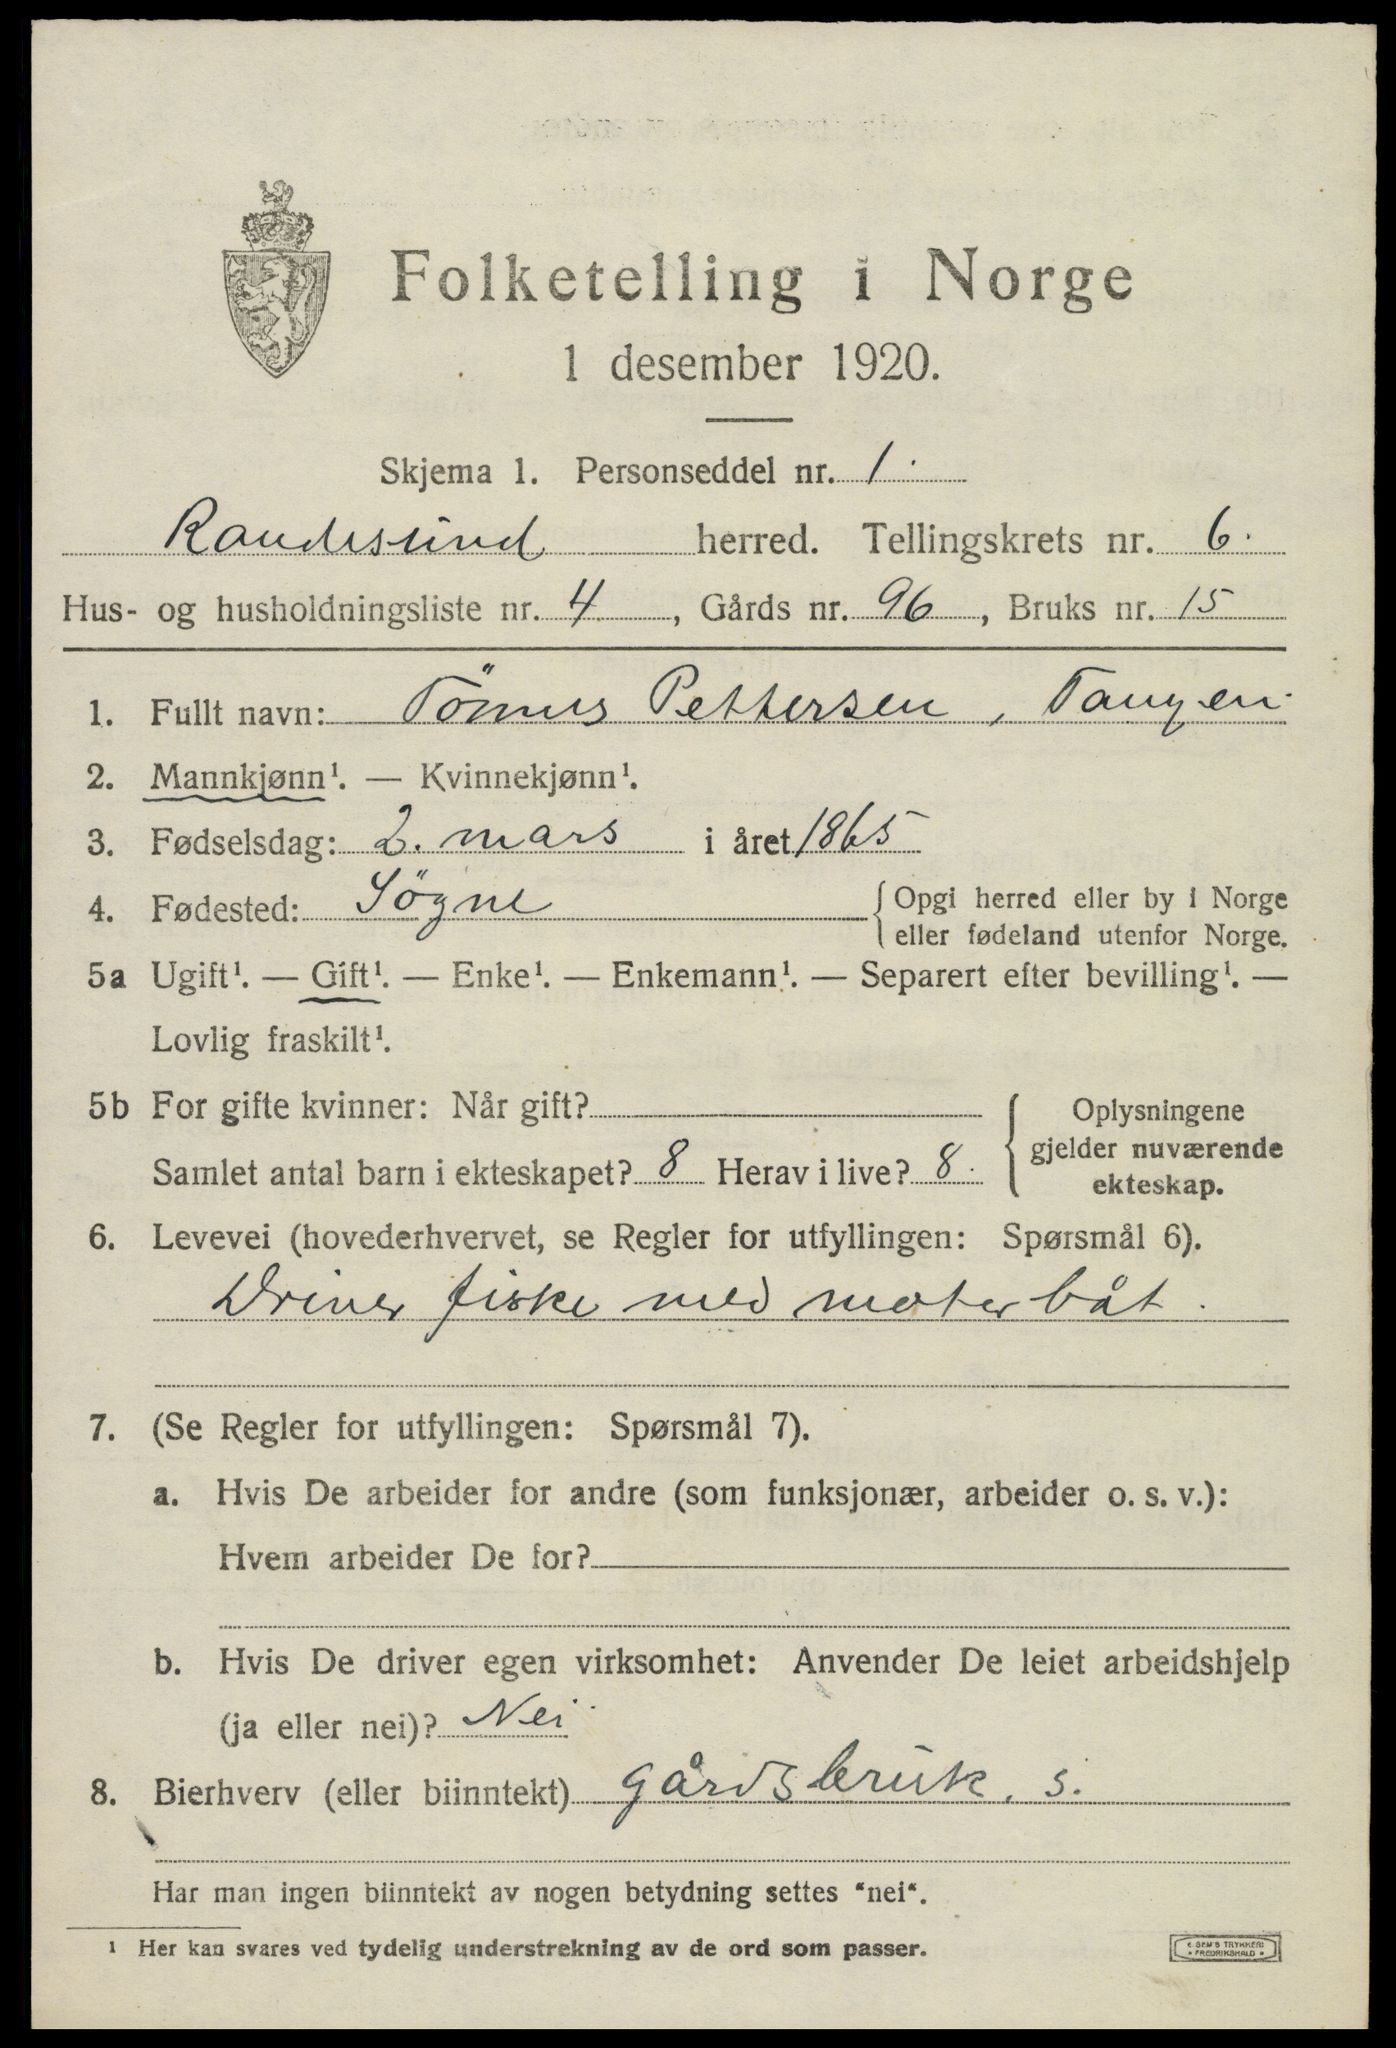 Folketelling i Norge
1 desember 1920.
Skjema 1. Personseddel nr. 1.
Randesund herred. Tellingskrets nr. 6.
Hus- og husholdningsliste nr. 4, Gårds nr. 96, Bruks nr. 15
1. Fullt navn: Tönnes Pettersen, Tangen.
2. Mannkjønn¹. — Kvinnekjønn¹.
3. Fødselsdag: 2. mars i året 1865
4. Fødested: Sögne { Opgi herred eller by i Norge
eller fødeland utenfor Norge.
5a Ugift¹. — Gift¹. — Enke¹. — Enkemann¹. — Separert efter bevilling¹. —
Lovlig fraskilt¹.
5b For gifte kvinner: Når gift? { Oplysningene
gjelder nuværende
Samlet antal barn i ekteskapet? 8 Herav i live? 8.
ekteskap.
6. Levevei (hovederhvervet, se Regler for utfyllingen: Spørsmål 6).
Driver fiske med moterbåt.
7. (Se Regler for utfyllingen: Spørsmål 7).
a. Hvis De arbeider for andre (som funksjonær, arbeider o. s. v.):
Hvem arbeider De for?
b. Hvis De driver egen virksomhet: Anvender De leiet arbeidshjelp
(ja eller nei)? Nei
8. Bierhverv (eller biinntekt) gårdsbruk. s.
Har man ingen biinntekt av nogen betydning settes "nei".
¹ Her kan svares ved tydelig understrekning av de ord som passer.
E. SEM'S TRYKKERI
• FREDRIKSHALD •